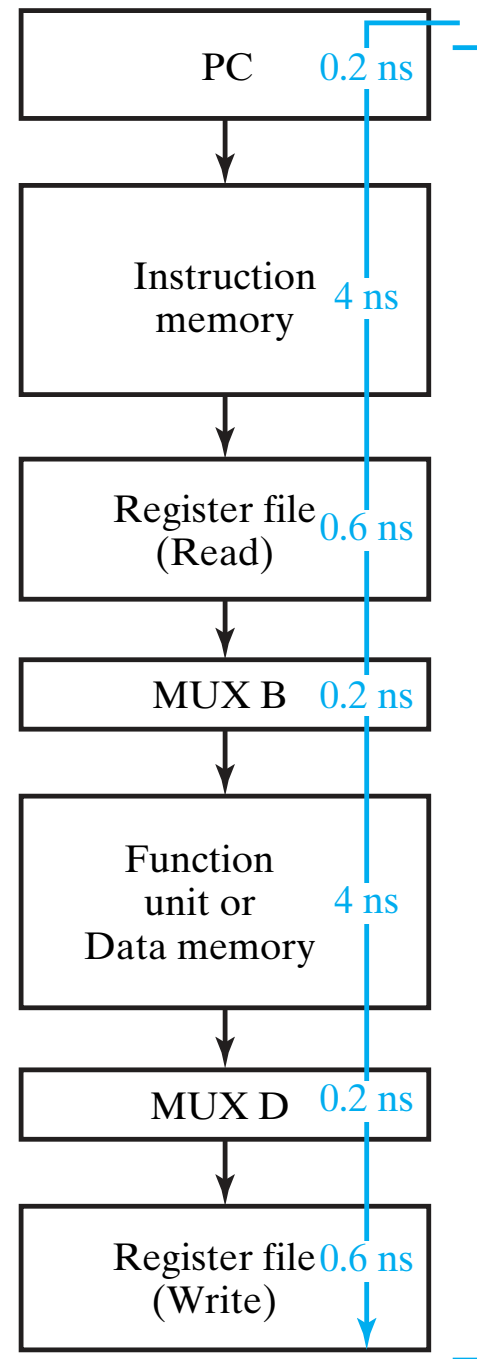 PC 0.2 ns
Instruction
memory
4 ns
Register file
(Read)
0.6 ns
MUX B 0.2 ns
Function
unit or
Data memory
4 ns
MUX D 0.2 ns
Register file
(Write)
0.6 ns